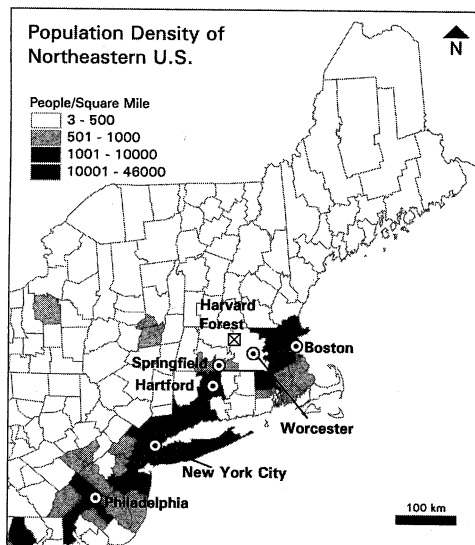 Population Density of
Northeastern U.S.
N
People/Square Mile
3 - 500
501 - 1000
1001 - 10000
10001 - 46000
Harvard
Forest
Boston
Springfield
Hartford
Worcester
New York City
Philadelphia
100 km